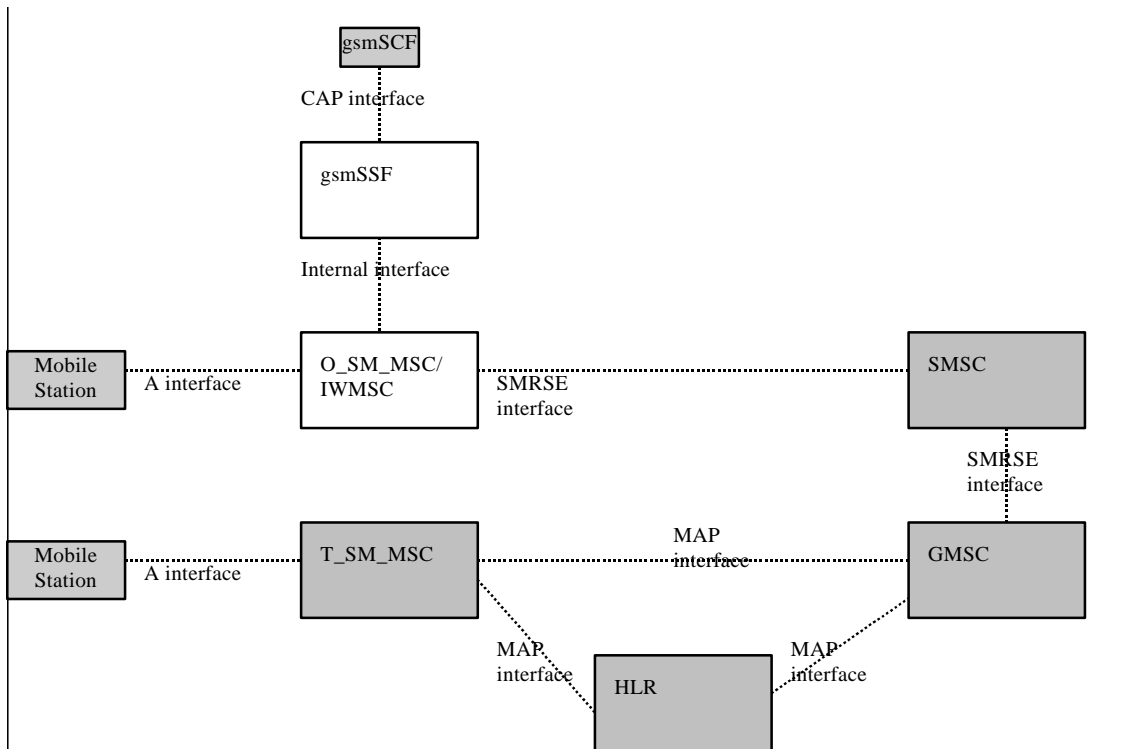 gsmSCF
CAP interface
gsmSSF
Internal interface
Mobile
Station
A interface
O_SM_MSC/
IWMSC
SMRSE
interface
SMSC
SMRSE
interface
Mobile
Station
A interface
T_SM_MSC
MAP
interface
GMSC
MAP
interface
HLR
MAP
interface